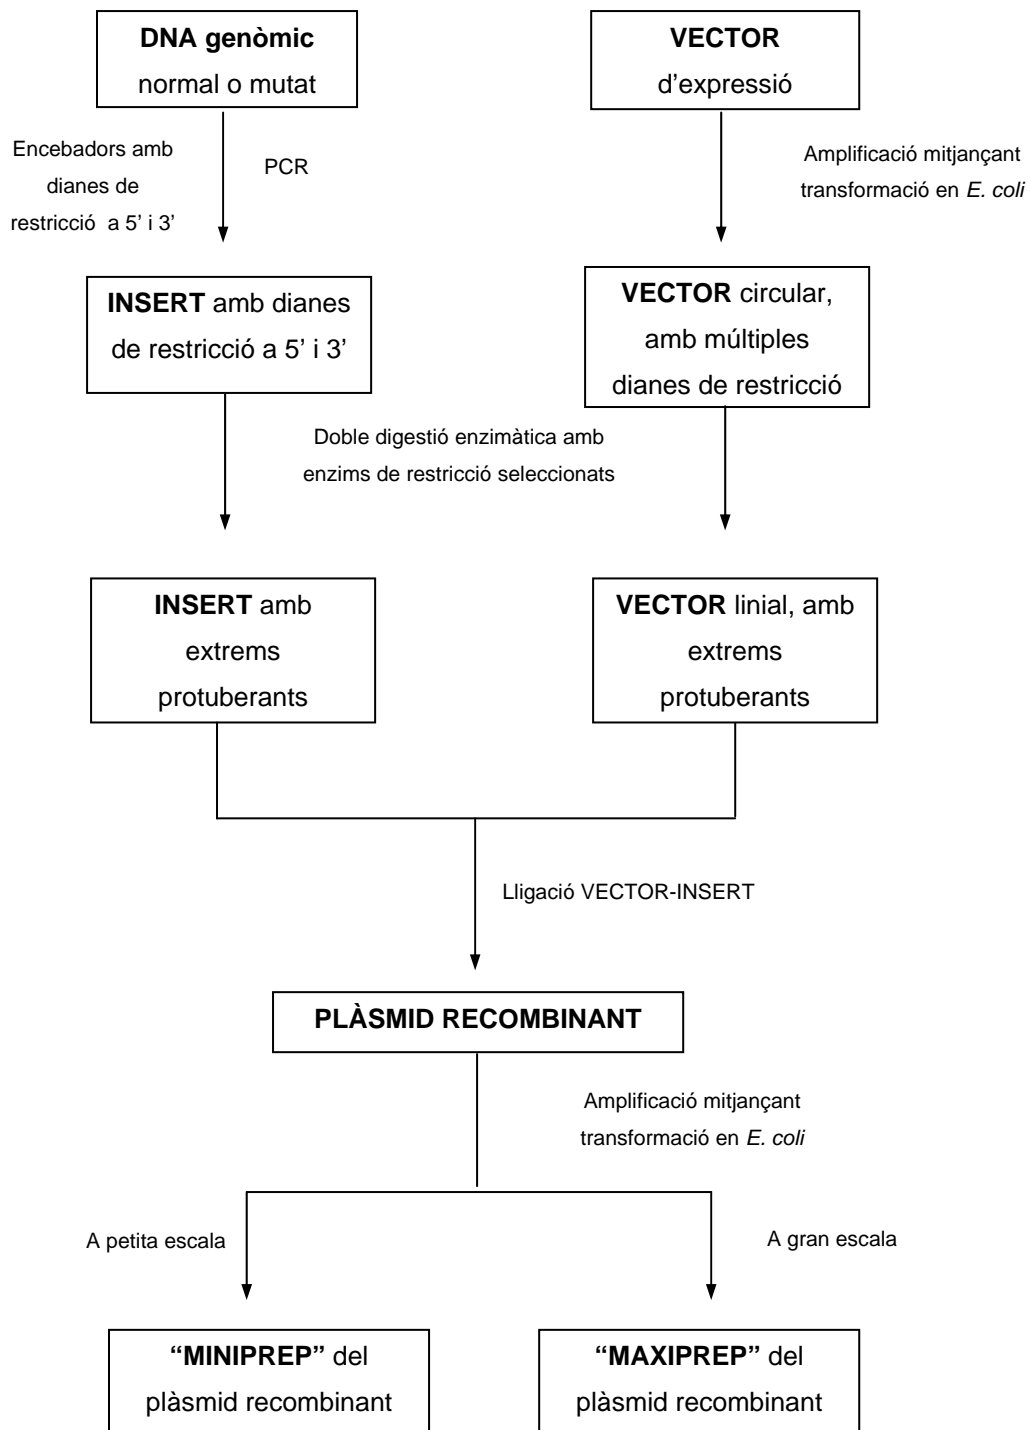 DNA genòmic
normal o mutat
VECTOR
d’expressió
Encebadors amb
dianes de
restricció a 5’ i 3’
PCR
Amplificació mitjançant
transformació en E. coli
INSERT amb dianes
de restricció a 5’ i 3’
VECTOR circular,
amb múltiples
dianes de restricció
Doble digestió enzimàtica amb
enzims de restricció seleccionats
INSERT amb
extrems
protuberants
VECTOR linial, amb
extrems
protuberants
Lligació VECTOR-INSERT
PLÀSMID RECOMBINANT
Amplificació mitjançant
transformació en E. coli
A petita escala
A gran escala
“MINIPREP” del
plàsmid recombinant
“MAXIPREP” del
plàsmid recombinant